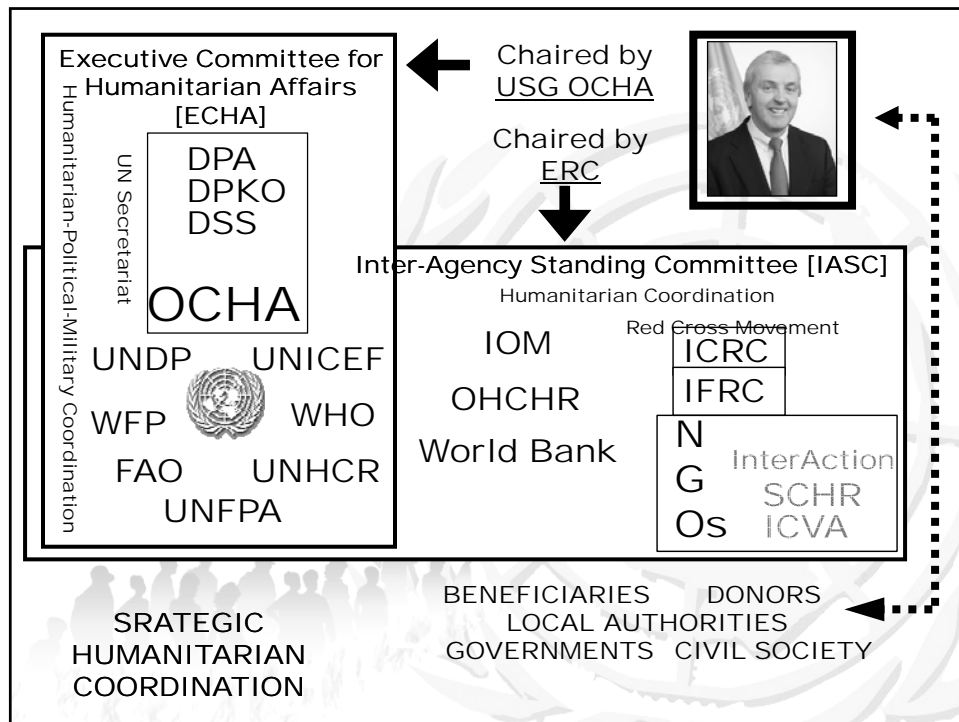 Executive Committee for
Humanitarian Affairs
[ECHA]
Humanitarian-Political-Military Coordination
UN Secretariat
DPA
DPKO
DSS
OCHA
UNDP
UNICEF
WFP
WHO
FAO
UNHCR
UNFPA
Chaired by
USG OCHA
Chaired by
ERC
Inter-Agency Standing Committee [IASC]
Humanitarian Coordination
Red Cross Movement
IOM
ICRC
OHCHR
IFRC
World Bank
N
G
Os
InterAction
SCHR
ICVA
SRATEGIC
HUMANITARIAN
COORDINATION
BENEFICIARIES DONORS
LOCAL AUTHORITIES
GOVERNMENTS CIVIL SOCIETY